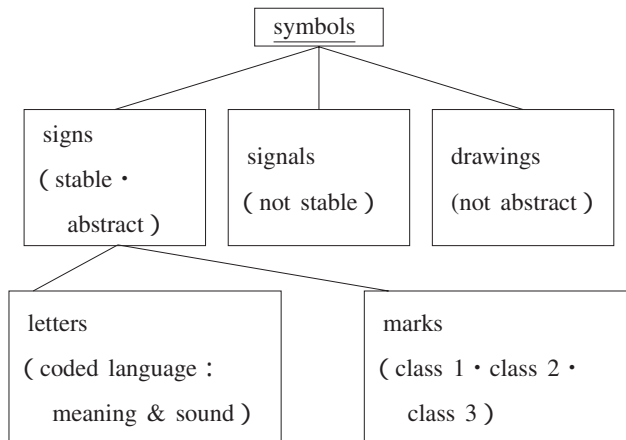 symbols
signs
( stable・
abstract )
signals
( not stable )
drawings
(not abstract )
letters
( coded language：
meaning & sound )
marks
( class 1・class 2・
class 3 )